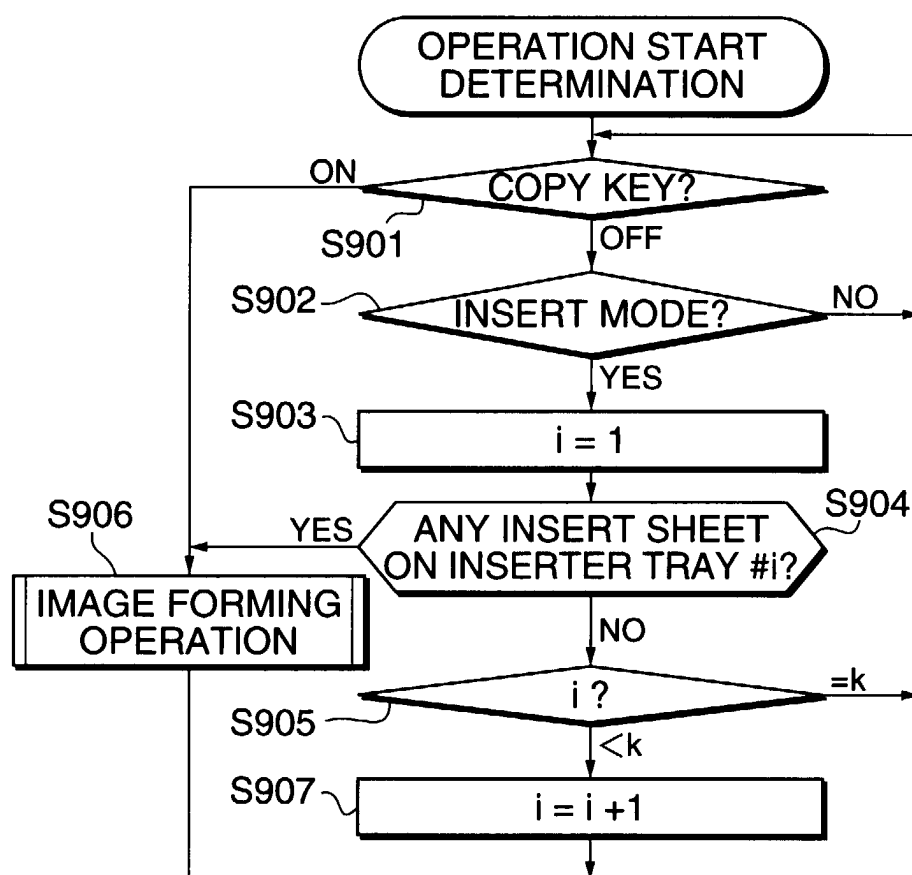 OPERATION START
DETERMINATION
ON
COPY KEY?
S901
OFF
S902
INSERT MODE?
NO
YES
S903
i = 1
S906
YES
ANY INSERT SHEET
ON INSERTER TRAY #i?
S904
IMAGE FORMING
OPERATION
NO
i ?
=k
S905
<k
S907
i = i +1